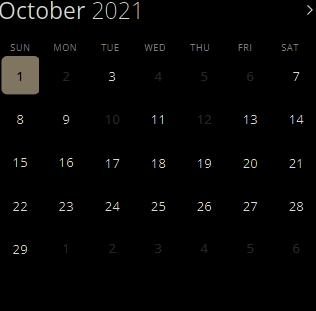 October 2021 >
SUN MON TUE WED THU FRI SAT
1 2 3 4 5 6 7
8 9 10 11 12 13 14
15 16 17 18 19 20 21
22 23 24 25 26 27 28
29 1 2 3 4 5 6